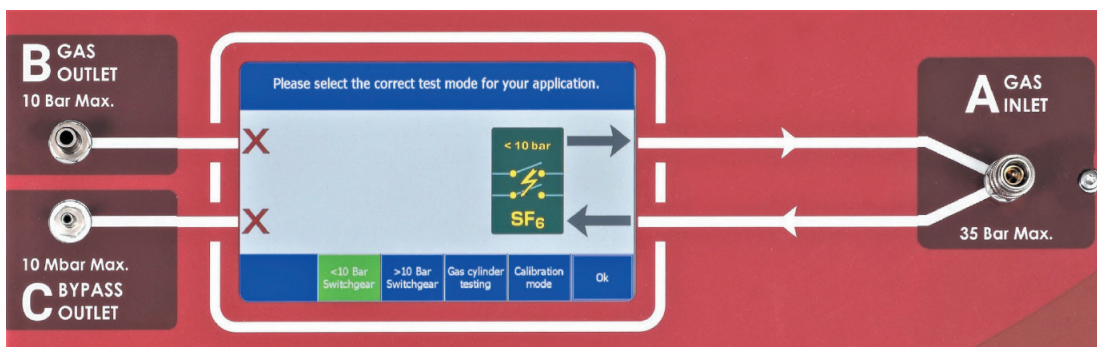 B GAS
OUTLET
10 Bar Max.
10 Mbar Max.
C BYPASS
OUTLET
Please select the correct test mode for your application.
X
X
< 10 bar
SF6
<10 Bar
Switchgear
>10 Bar
Switchgear
Gas cylinder
testing
Calibration
mode
Ok
A GAS
INLET
35 Bar Max.